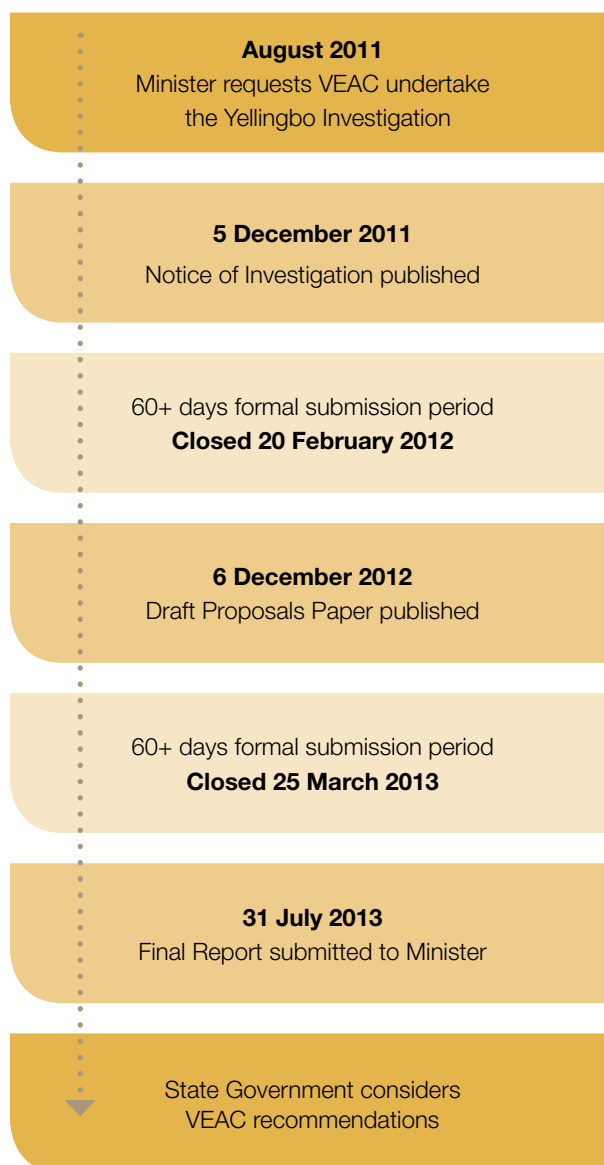 August 2011
Minister requests VEAC undertake
the Yellingbo Investigation
5 December 2011
Notice of Investigation published
60+ days formal submission period
Closed 20 February 2012
6 December 2012
Draft Proposals Paper published
60+ days formal submission period
Closed 25 March 2013
31 July 2013
Final Report submitted to Minister
State Government considers
VEAC recommendations